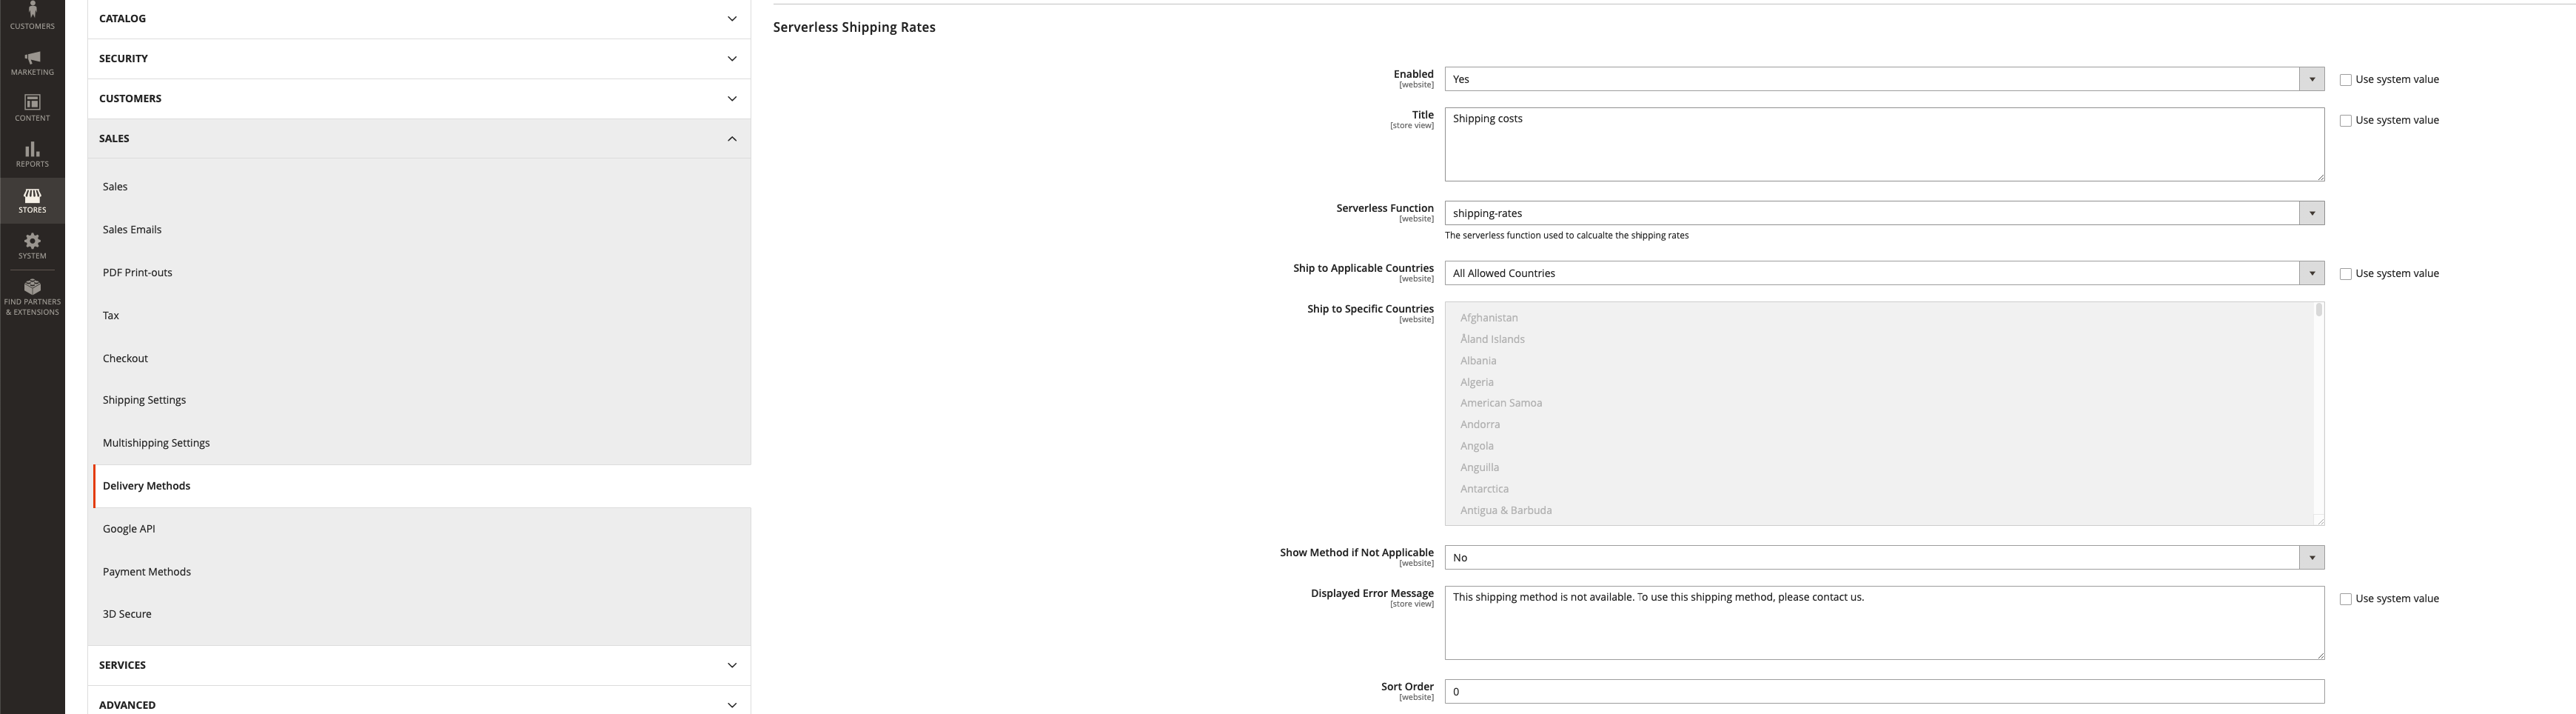 CUSTOMERS
MARKETING
CONTENT
REPORTS
STORES
SYSTEM
FIND PARTNERS
& EXTENSIONS
CATALOG
SECURITY
CUSTOMERS
SALES
Sales
Sales Emails
PDF Print-outs
Tax
Checkout
Shipping Settings
Multishipping Settings
Delivery Methods
Google API
Payment Methods
3D Secure
SERVICES
ADVANCED
Serverless Shipping Rates
Enabled
[website]
Yes
Use system value
Title
[store view]
Shipping costs
Use system value
Serverless Function
[website]
shipping-rates
The serverless function used to calcualte the shipping rates
Ship to Applicable Countries
[website]
All Allowed Countries
Use system value
Ship to Specific Countries
[website]
Afghanistan
Åland Islands
Albania
Algeria
American Samoa
Andorra
Angola
Anguilla
Antarctica
Antigua & Barbuda
Show Method if Not Applicable
[website]
No
Displayed Error Message
[store view]
This shipping method is not available. To use this shipping method, please contact us.
Use system value
Sort Order
[website]
0